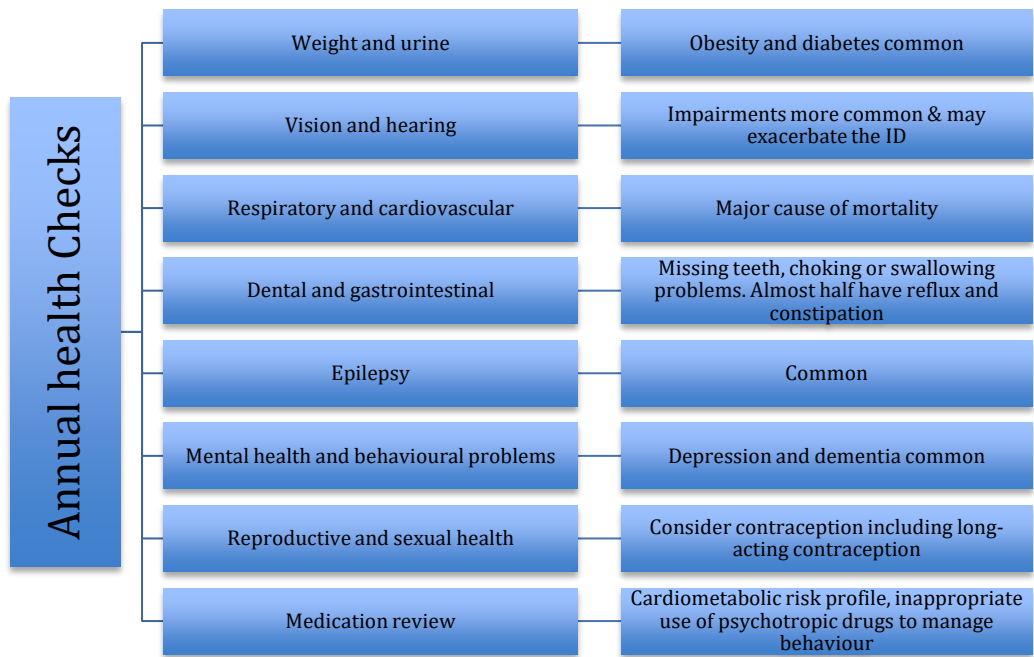 Annual health Checks
Weight and urine
Obesity and diabetes common
Vision and hearing
Impairments more common & may
exacerbate the ID
Respiratory and cardiovascular
Major cause of mortality
Dental and gastrointestinal
Missing teeth, choking or swallowing
problems. Almost half have reflux and
constipation
Epilepsy
Common
Mental health and behavioural problems
Depression and dementia common
Reproductive and sexual health
Consider contraception including long-
acting contraception
Medication review
Cardiometabolic risk profile, inappropriate
use of psychotropic drugs to manage
behaviour